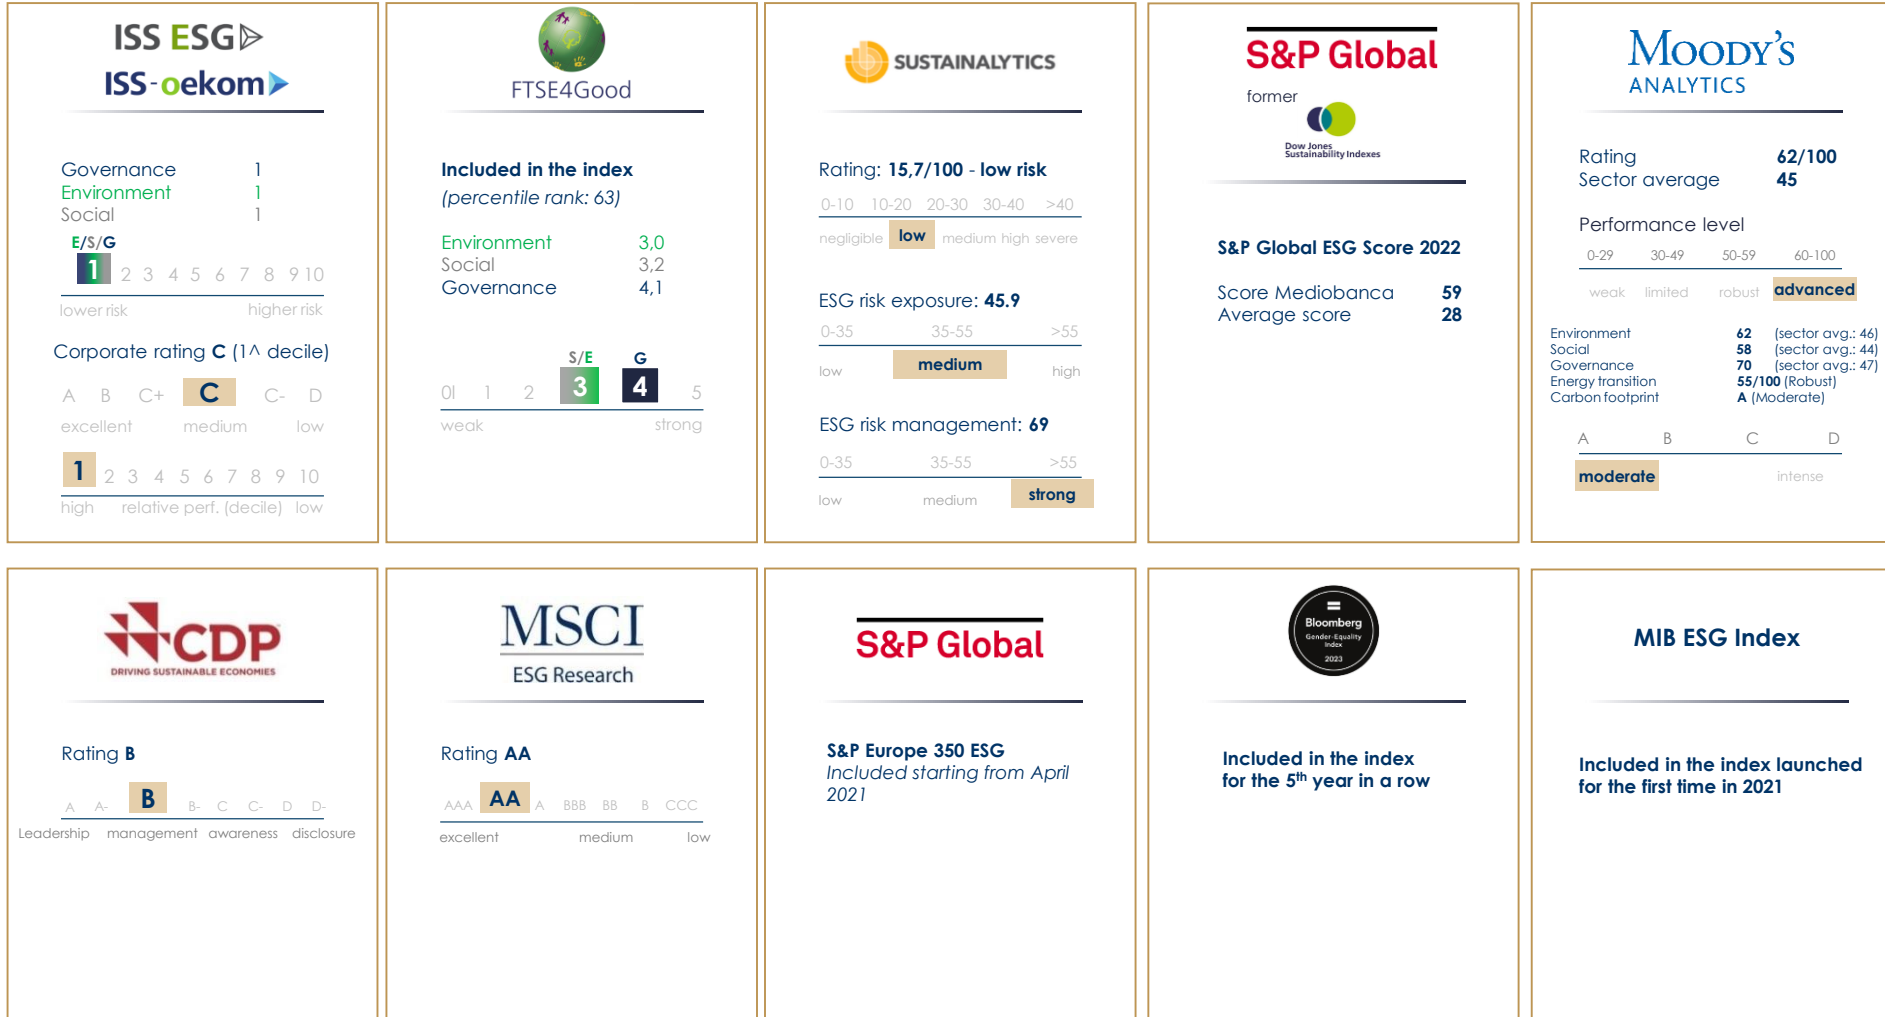 ISS ESG
ISS-oekom
Governance 1
Environment 1
Social 1
E/S/G
1 2 3 4 5 6 7 8 9 10
lower risk higher risk
Corporate rating C (1^ decile)
A B C+ C C- D
excellent medium low
1 2 3 4 5 6 7 8 9 10
high relative perf. (decile) low
FTSE4Good
Included in the index
(percentile rank: 63)
Environment 3,0
Social 3,2
Governance 4,1
S/E G
0l 1 2 3 4 5
weak strong
SUSTAINALYTICS
Rating: 15,7/100 - low risk
0-10 10-20 20-30 30-40 >40
negligible low medium high severe
ESG risk exposure: 45.9
0-35 35-55 >55
low medium high
ESG risk management: 69
0-35 35-55 >55
low medium strong
S&P Global
former
Dow Jones
Sustainability Indexes
S&P Global ESG Score 2022
Score Mediobanca 59
Average score 28
MOODY'S
ANALYTICS
Rating 62/100
Sector average 45
Performance level
0-29 30-49 50-59 60-100
weak limited robust advanced
Environment 62 (sector avg.: 46)
Social 58 (sector avg.: 44)
Governance 70 (sector avg.: 47)
Energy transition 55/100 (Robust)
Carbon footprint A (Moderate)
A B C D
moderate intense
CDP
DRIVING SUSTAINABLE ECONOMIES
Rating B
A A- B B- C C- D D-
Leadership management awareness disclosure
MSCI
ESG Research
Rating AA
AAA AA A BBB BB B CCC
excellent medium low
S&P Global
S&P Europe 350 ESG
Included starting from April
2021
Bloomberg
Gender-Equality
Index
2023
Included in the index
for the 5th year in a row
MIB ESG Index
Included in the index launched
for the first time in 2021